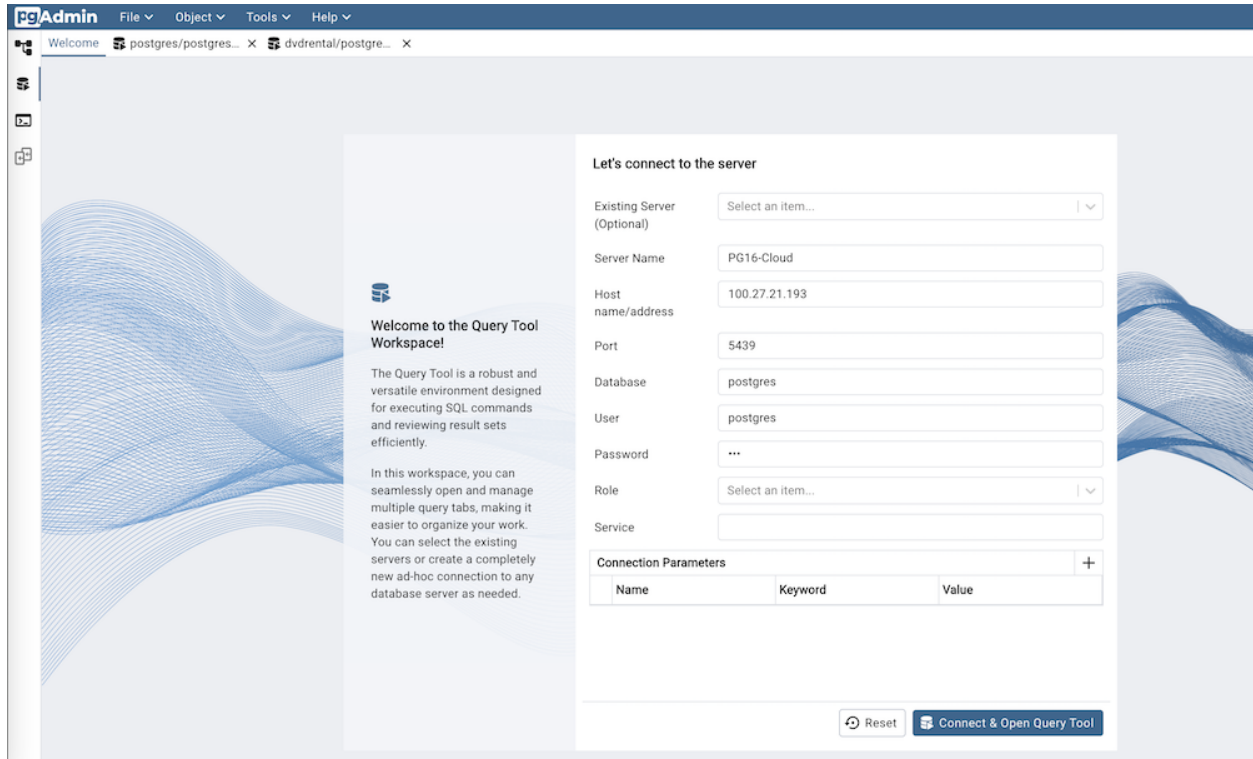 pgAdmin File Object Tools Help
Welcome postgres/postgres... dvdrental/postgre...
Let's connect to the server
Existing Server
(Optional)
Select an item...
Server Name
PG16-Cloud
Host
name/address
100.27.21.193
Port
5439
Database
postgres
User
postgres
Password
•••
Role
Select an item...
Service
Connection Parameters
Name Keyword Value
Reset Connect & Open Query Tool
Welcome to the Query Tool
Workspace!
The Query Tool is a robust and
versatile environment designed
for executing SQL commands
and reviewing result sets
efficiently.
In this workspace, you can
seamlessly open and manage
multiple query tabs, making it
easier to organize your work.
You can select the existing
servers or create a completely
new ad-hoc connection to any
database server as needed.